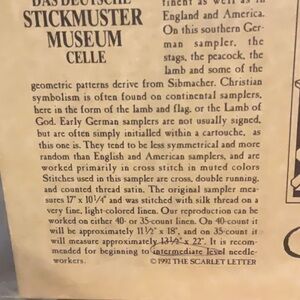 DAS DEUTSCHE
STICKMUSTER
MUSEUM
CELLE
tinent as well as in
England and America.
On this southern Ger-
man sampler, the
stags, the peacock, the
lamb and some of the
geometric patterns derive from Sibmacher. Christian
symbolism is often found on continental samplers,
here in the form of the lamb and flag, or the Lamb of
God. Early German samplers are not usually signed,
but are often simply initialled within a cartouche, as
this one is. They tend to be less symmetrical and more
random than English and American samplers, and are
worked primarily in cross stitch in muted colors
Stitches used in this sampler are cross, double running,
and counted thread satin. The original sampler mea-
sures 17" x 10¼" and was stitched with silk thread on a
very fine, light-colored linen. Our reproduction can be
worked on either 40- or 35-count linen. On 40-count it
will be approximately 11½" x 18", and on 35-count it
will measure approximately 13½" x 22". It is recom-
mended for beginning to intermediate level needle-
workers.
© 1992 THE SCARLET LETTER